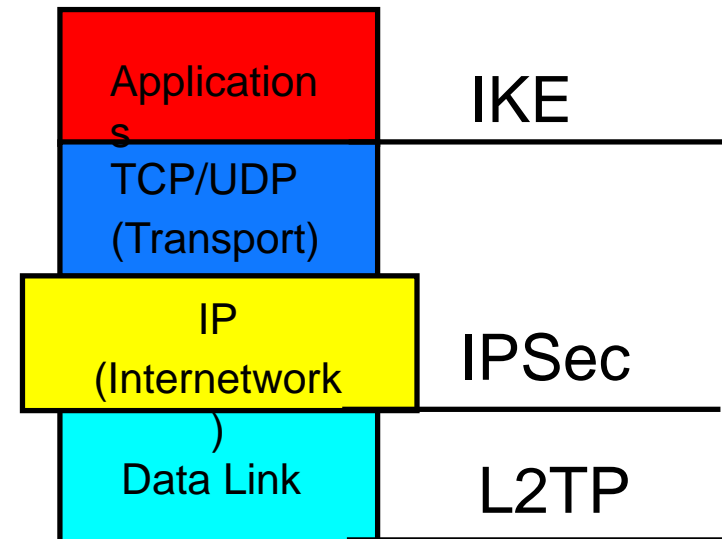 Application
s
IKE
TCP/UDP
(Transport)
IP
(Internetwork
)
IPSec
Data Link
L2TP